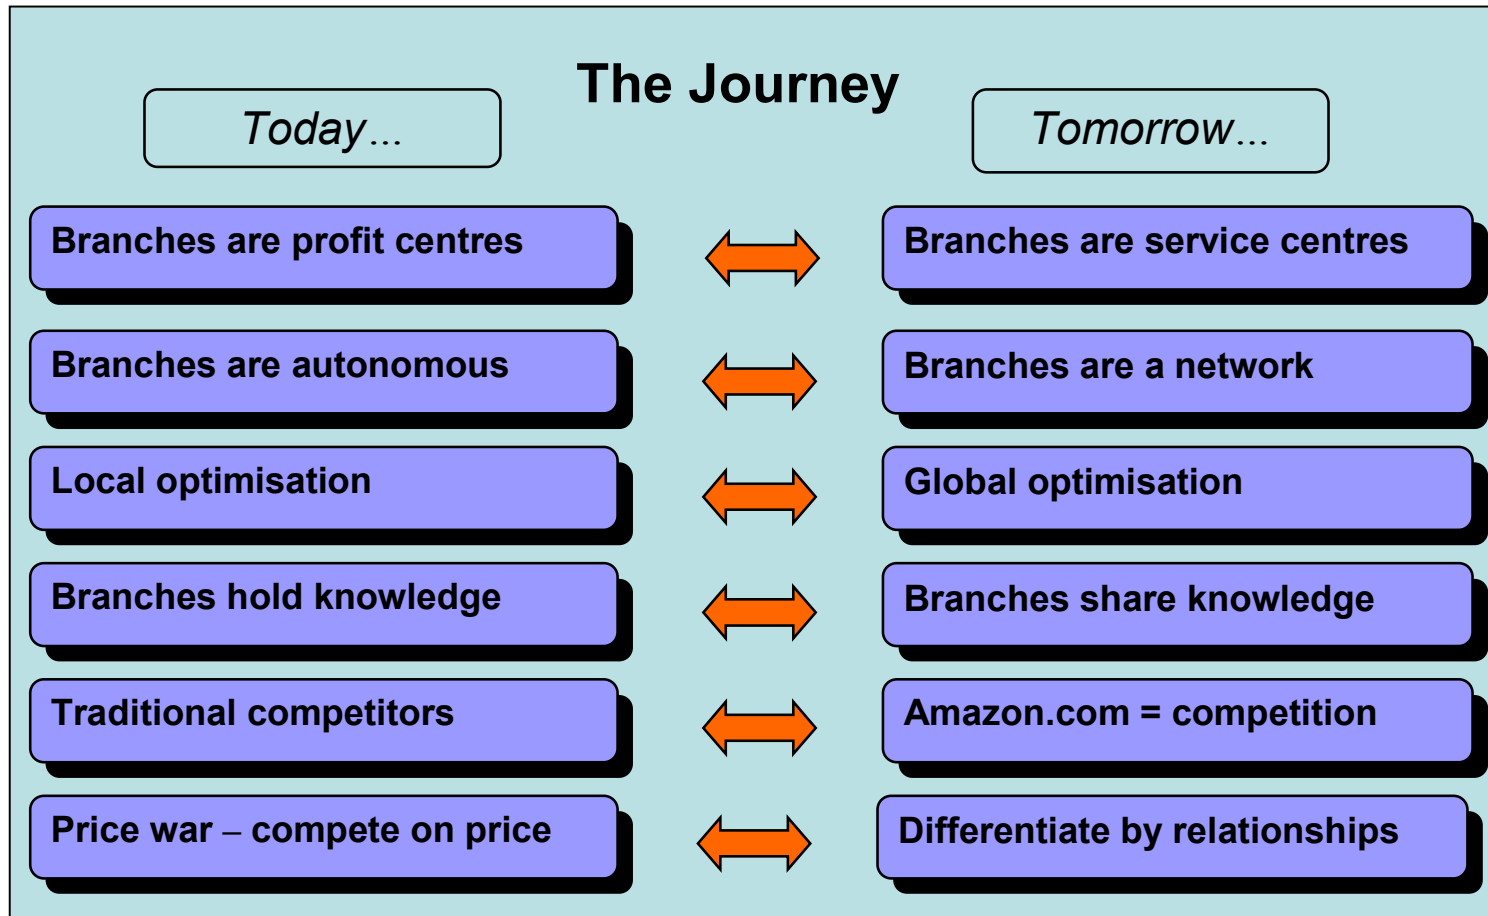 The Journey
Today...
Tomorrow...
Branches are profit centres
Branches are service centres
Branches are autonomous
Branches are a network
Local optimisation
Global optimisation
Branches hold knowledge
Branches share knowledge
Traditional competitors
Amazon.com = competition
Price war – compete on price
Differentiate by relationships